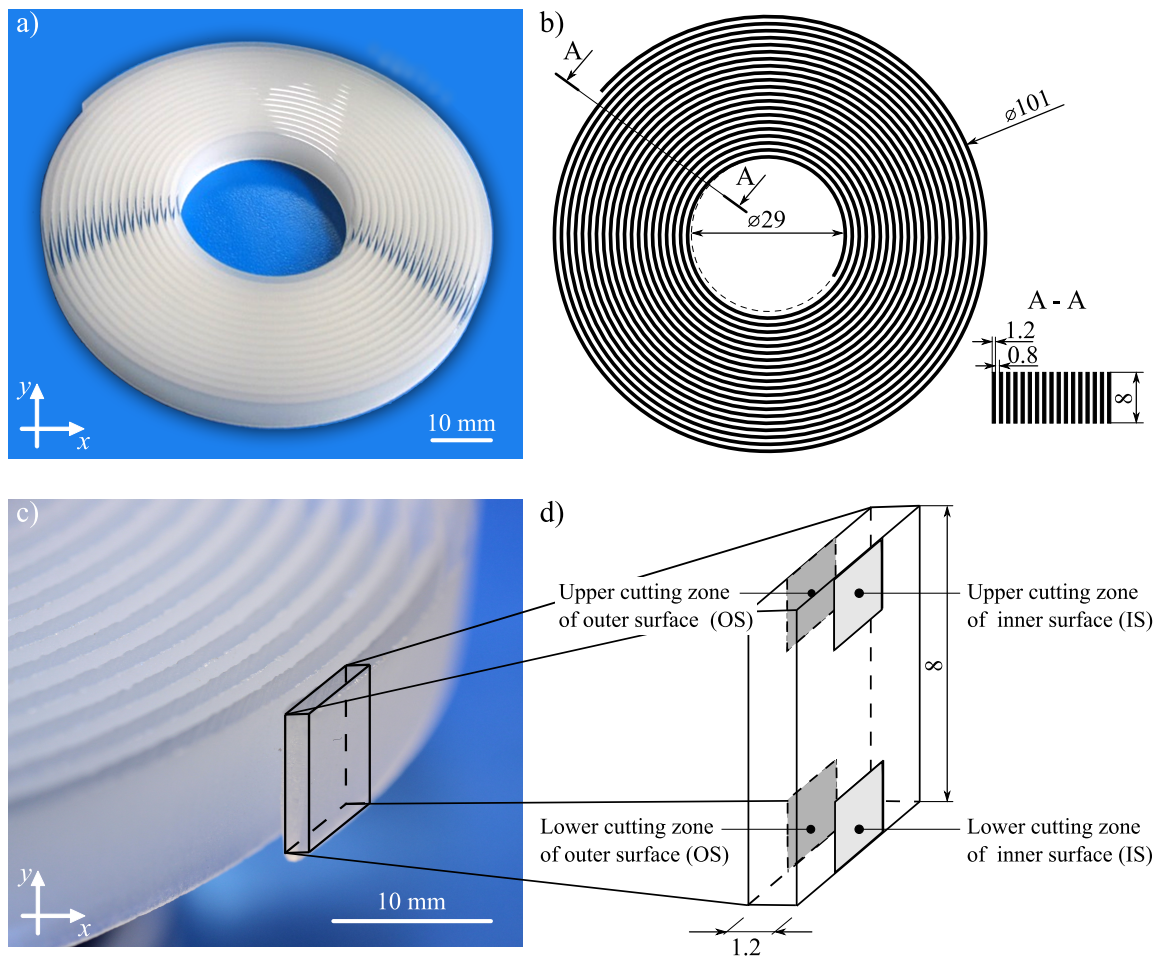 a)
y
x
10 mm
b)
A
A
⌀101
⌀29
A - A
1.2
0.8
8
c)
y
x
10 mm
d)
Upper cutting zone
of outer surface (OS)
Upper cutting zone
of inner surface (IS)
8
Lower cutting zone
of outer surface (OS)
Lower cutting zone
of inner surface (IS)
1.2